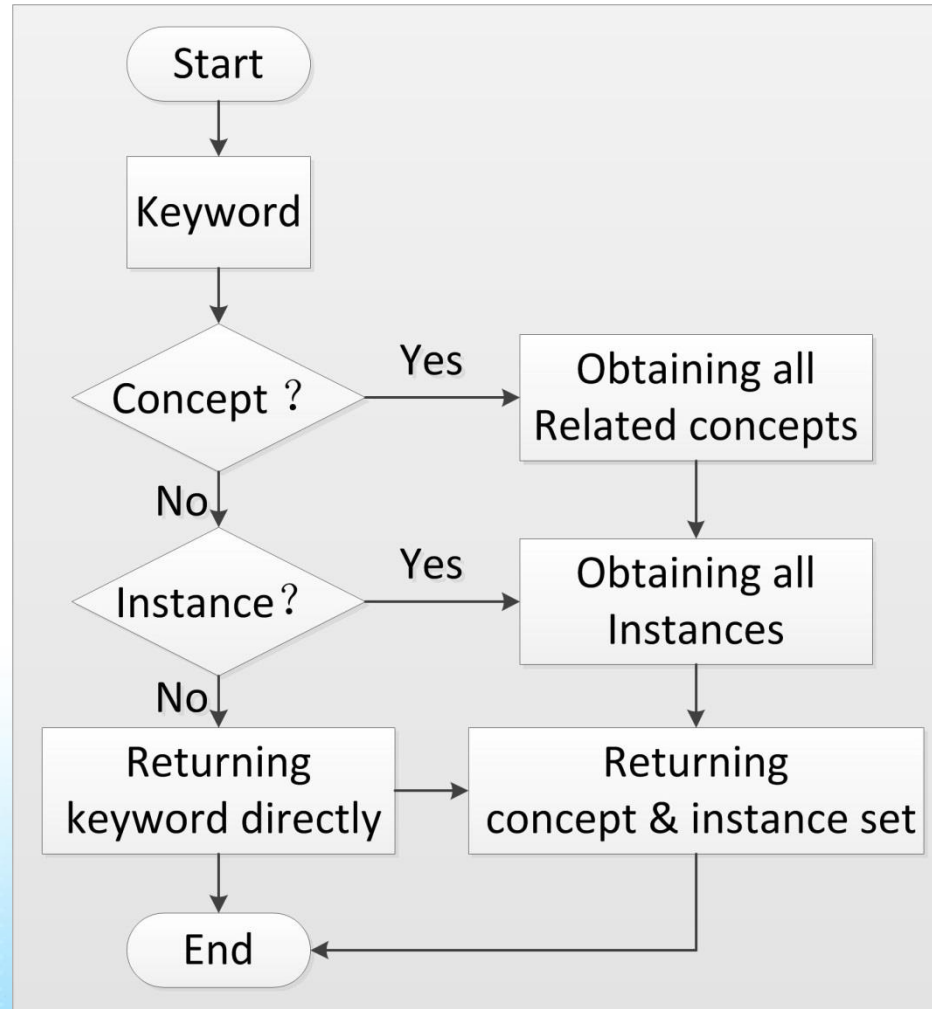 Start
Keyword
Concept？
Yes
Obtaining all
Related concepts
No
Instance？
Yes
Obtaining all
Instances
No
Returning
keyword directly
Returning
concept & instance set
End